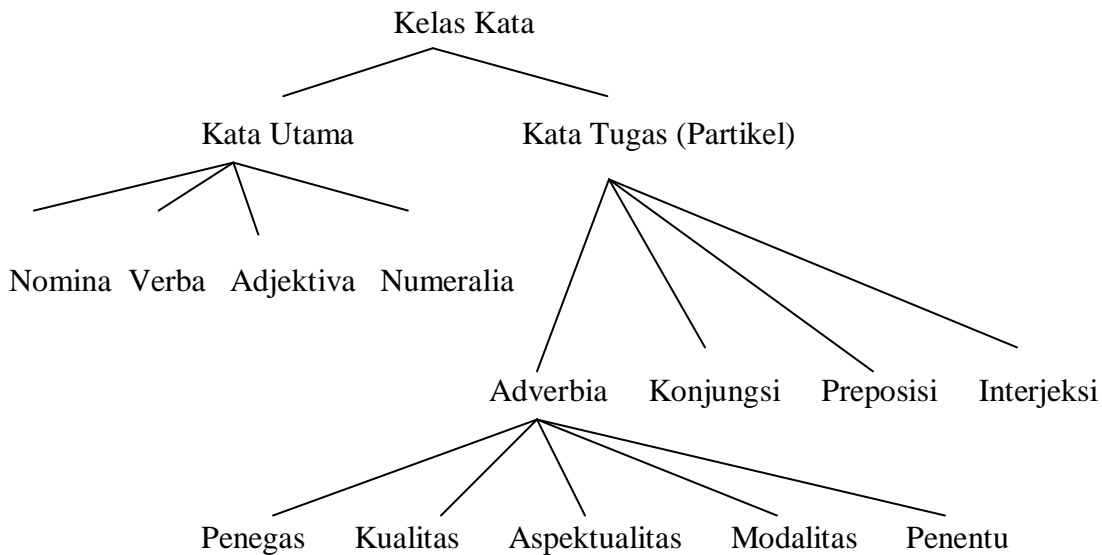 Kelas Kata
Kata Utama Kata Tugas (Partikel)
Nomina Verba Adjektiva Numeralia
Adverbia Konjungsi Preposisi Interjeksi
Penegas Kualitas Aspektualitas Modalitas Penentu